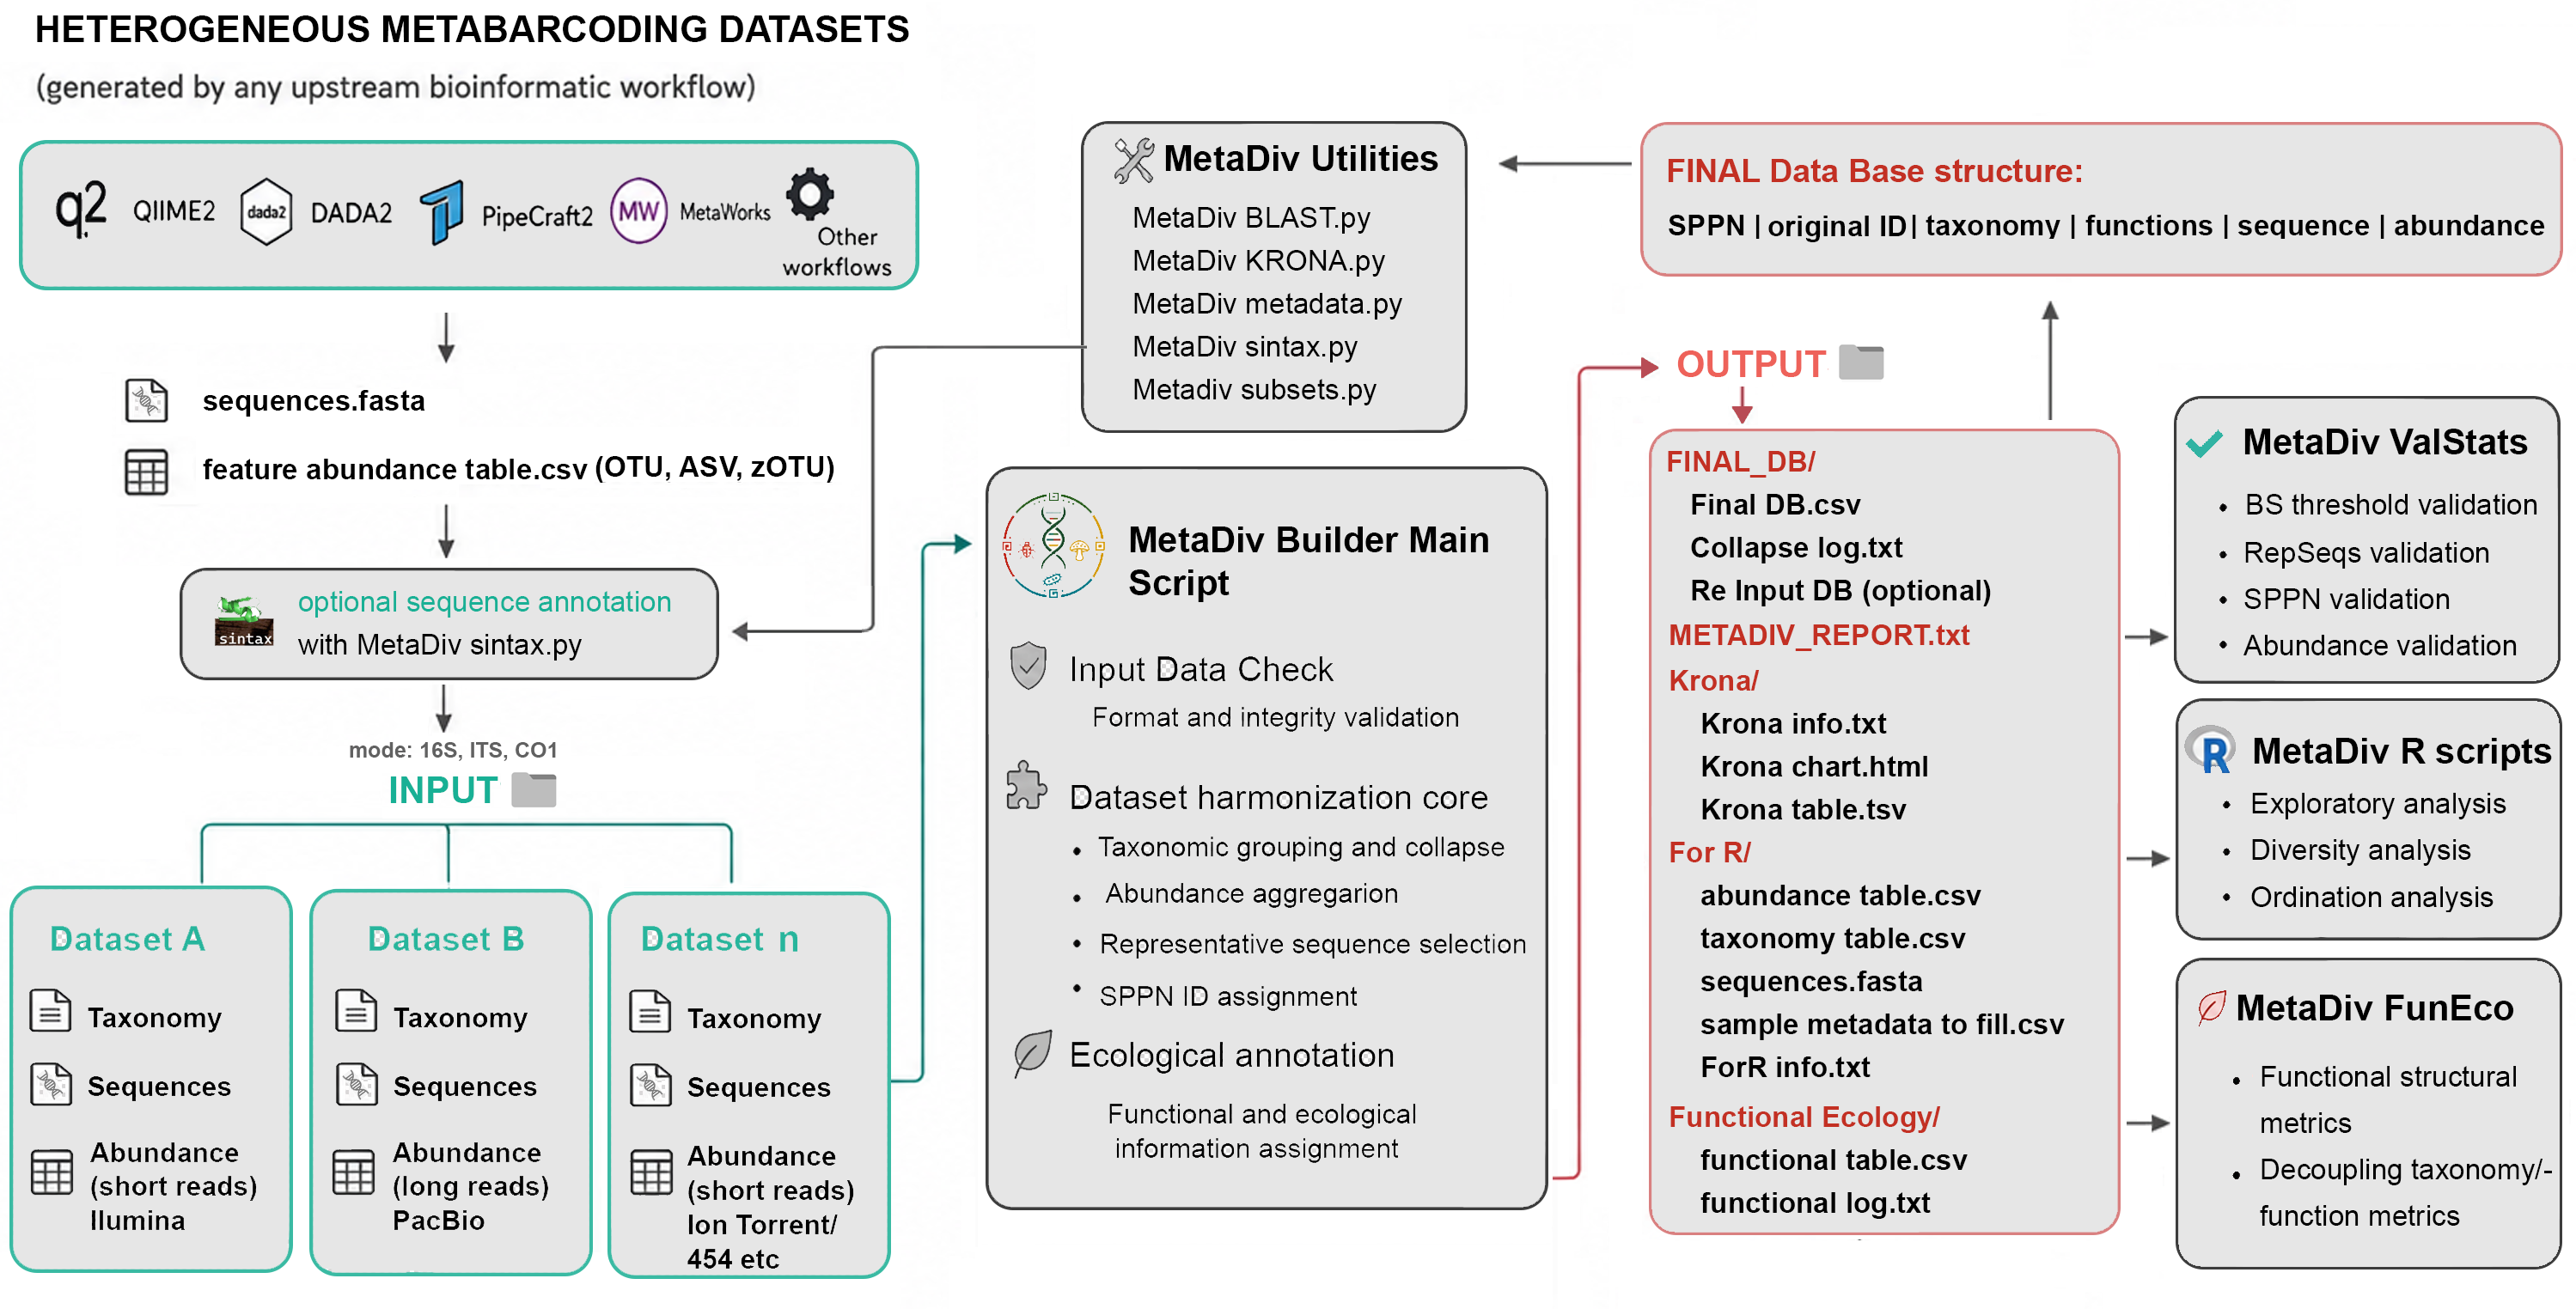 HETEROGENEOUS METABARCODING DATASETS
(generated by any upstream bioinformatic workflow)
q2 QIIME2 dada2 DADA2 PipeCraft2 MW MetaWorks
Other
workflows
sequences.fasta
feature abundance table.csv (OTU, ASV, zOTU)
sintax
optional sequence annotation
with MetaDiv sintax.py
mode: 16S, ITS, CO1
INPUT
Dataset A
Taxonomy
Sequences
Abundance
(short reads)
Ilumina
Dataset B
Taxonomy
Sequences
Abundance
(long reads)
PacBio
Dataset n
Taxonomy
Sequences
Abundance
(short reads)
Ion Torrent/
454 etc
MetaDiv Utilities
MetaDiv BLAST.py
MetaDiv KRONA.py
MetaDiv metadata.py
MetaDiv sintax.py
Metadiv subsets.py
MetaDiv Builder Main
Script
Input Data Check
Format and integrity validation
Dataset harmonization core
• Taxonomic grouping and collapse
• Abundance aggregarion
• Representative sequence selection
• SPPN ID assignment
Ecological annotation
Functional and ecological
information assignment
FINAL Data Base structure:
SPPN | original ID| taxonomy | functions | sequence | abundance
OUTPUT
FINAL_DB/
Final DB.csv
Collapse log.txt
Re Input DB (optional)
METADIV_REPORT.txt
Krona/
Krona info.txt
Krona chart.html
Krona table.tsv
For R/
abundance table.csv
taxonomy table.csv
sequences.fasta
sample metadata to fill.csv
ForR info.txt
Functional Ecology/
functional table.csv
functional log.txt
MetaDiv ValStats
• BS threshold validation
• RepSeqs validation
• SPPN validation
• Abundance validation
R MetaDiv R scripts
• Exploratory analysis
• Diversity analysis
• Ordination analysis
MetaDiv FunEco
• Functional structural
metrics
• Decoupling taxonomy/-
function metrics